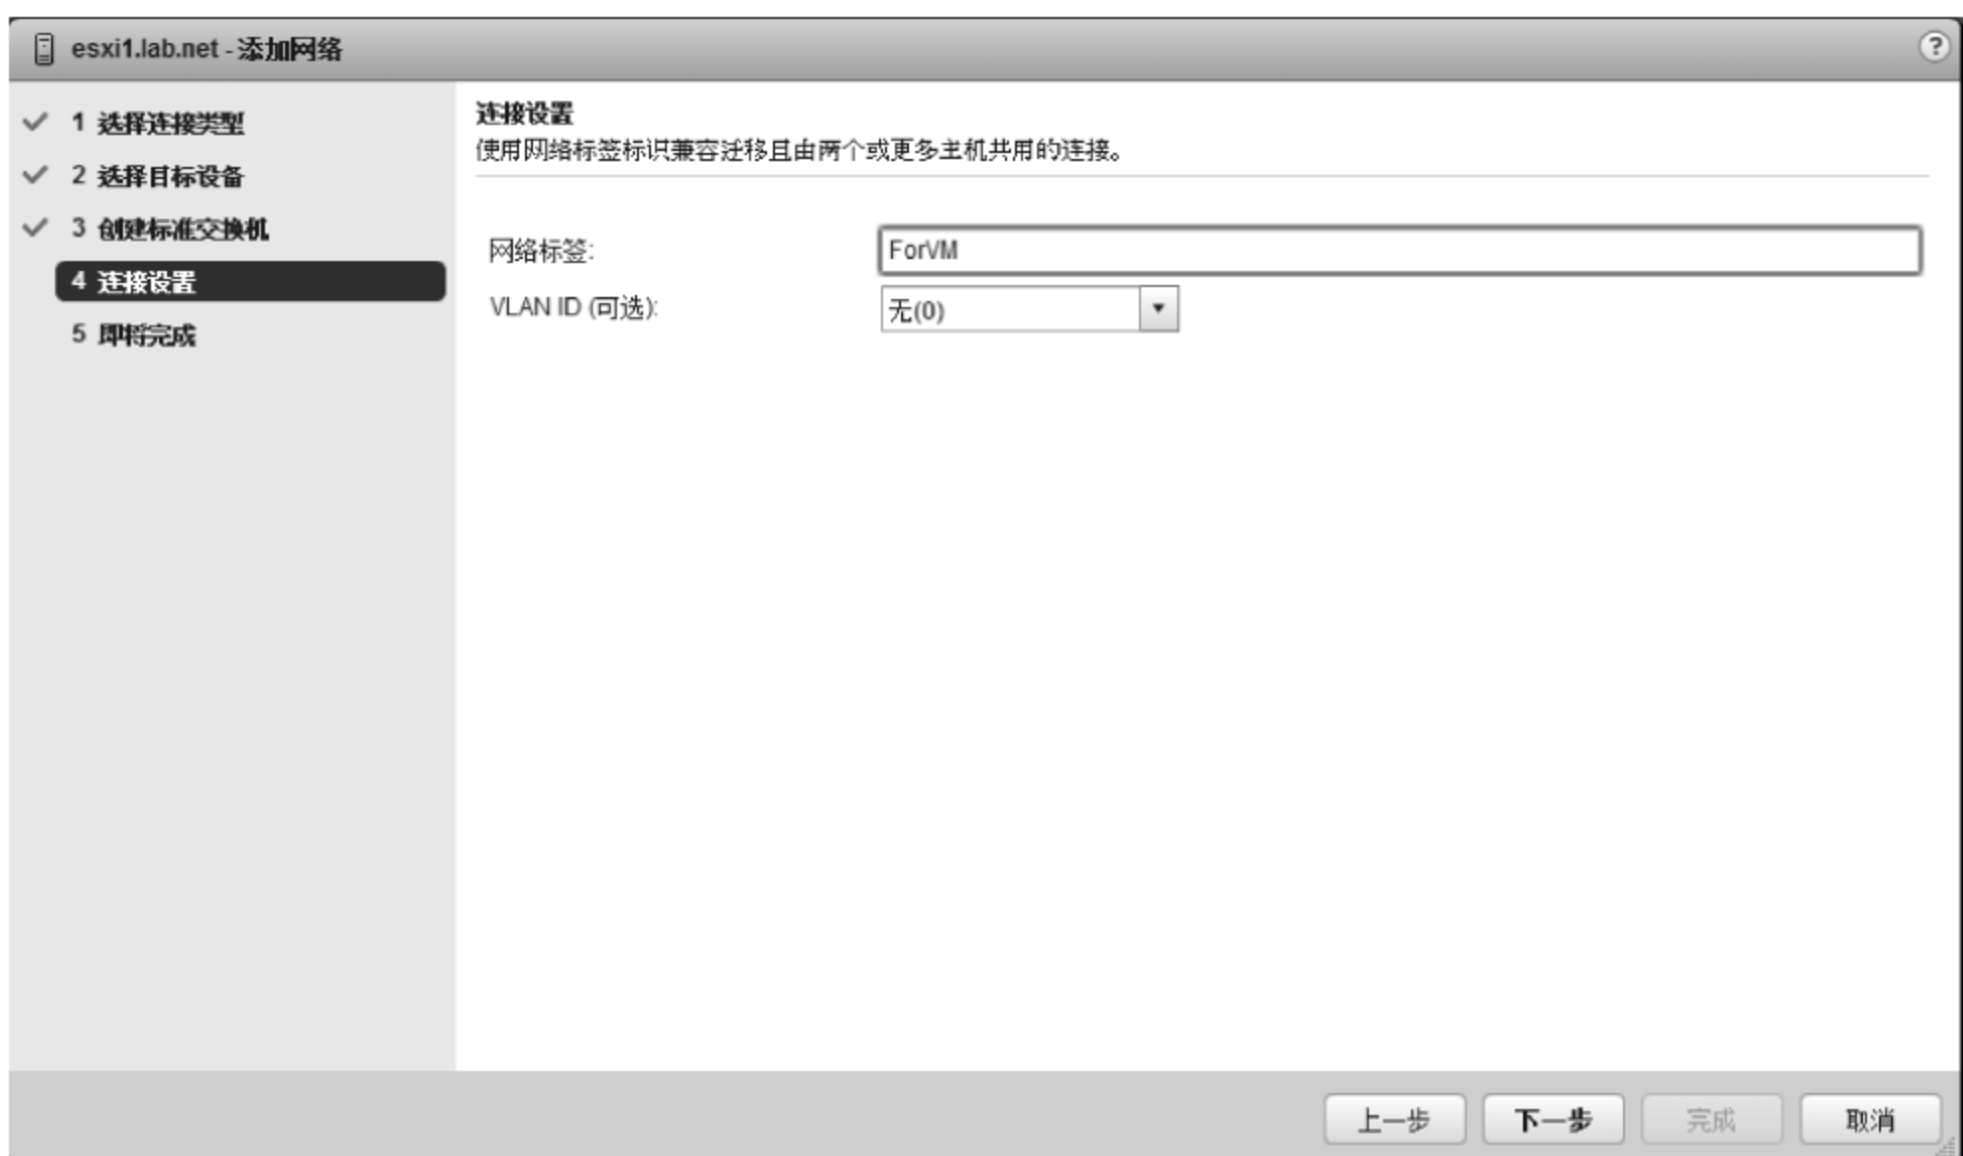 esxi1.lab.net - 添加网络
?
1 选择连接类型
2 选择目标设备
3 创建标准交换机
4 连接设置
5 即将完成
连接设置
使用网络标签标识兼容迁移且由两个或更多主机共用的连接。
网络标签: ForVM
VLAN ID (可选): 无(0)
上一步 下一步 完成 取消